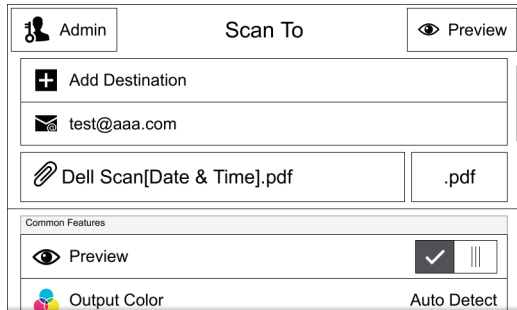 Admin
Scan To
Preview
Add Destination
test@aaa.com
Dell Scan[Date & Time].pdf
.pdf
Common Features
Preview
Output Color
Auto Detect